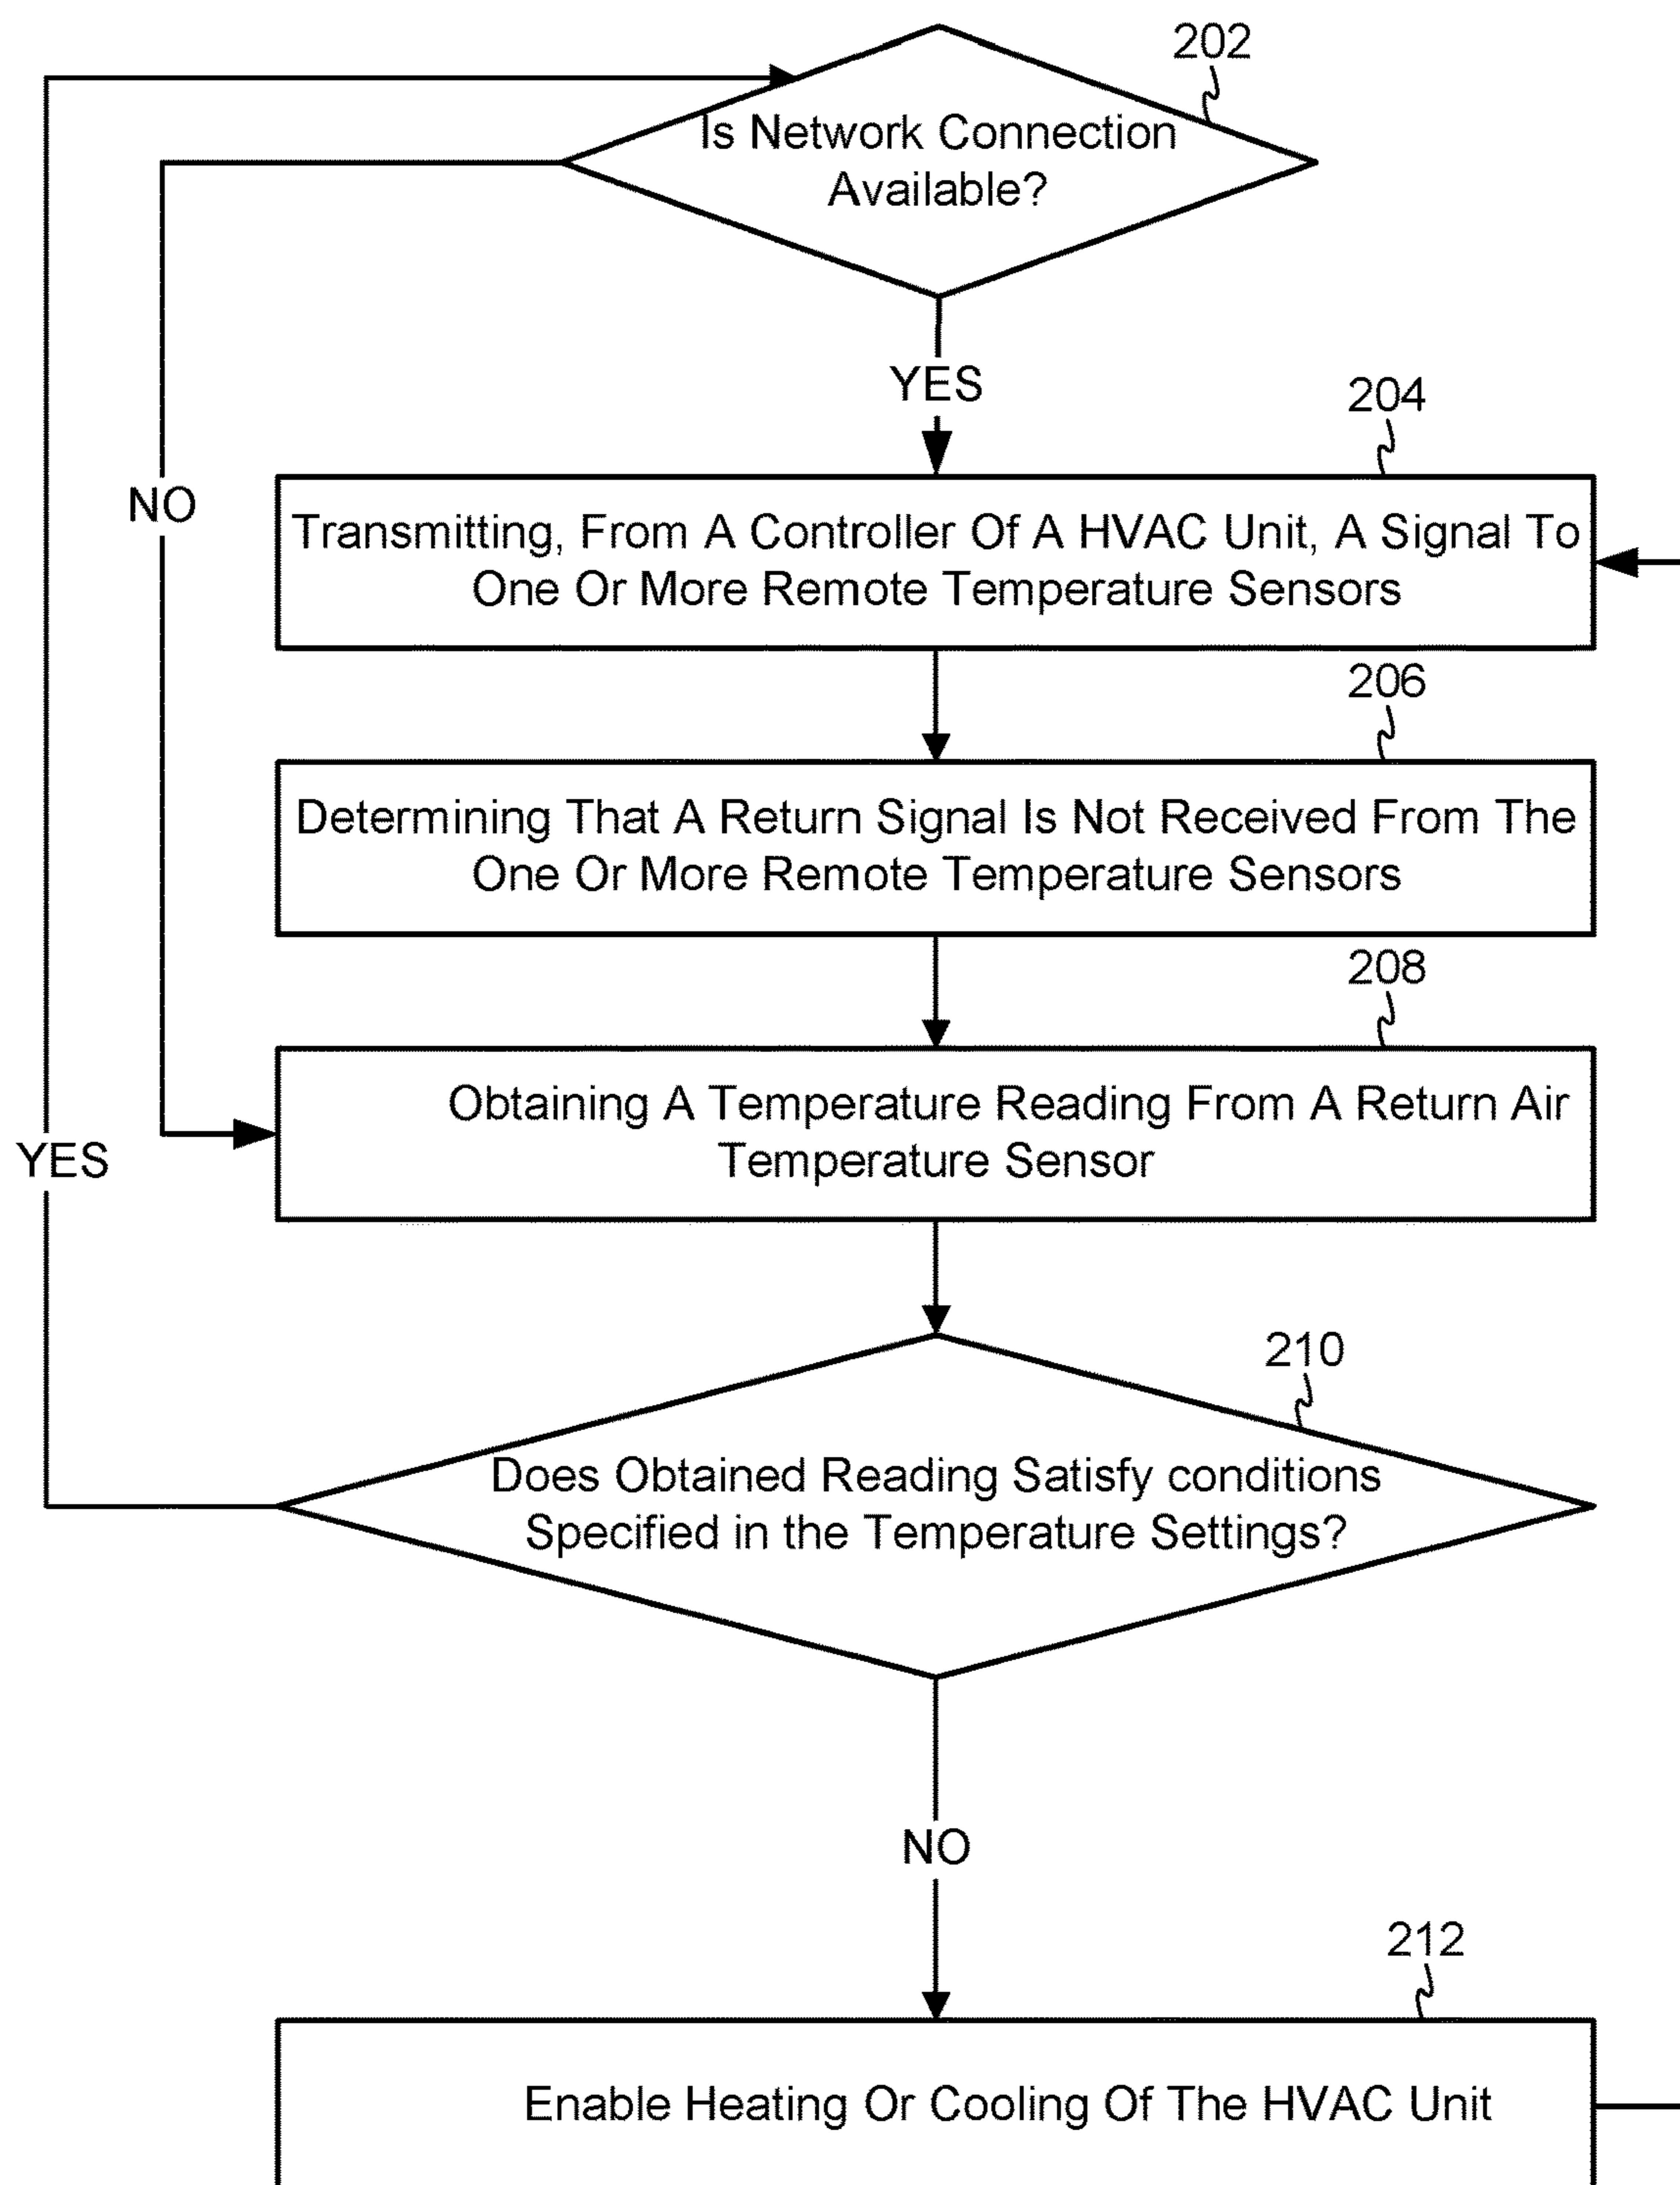 202
Is Network Connection
Available?
YES
204
NO
Transmitting, From A Controller Of A HVAC Unit, A Signal To
One Or More Remote Temperature Sensors
206
Determining That A Return Signal Is Not Received From The
One Or More Remote Temperature Sensors
208
Obtaining A Temperature Reading From A Return Air
Temperature Sensor
YES
210
Does Obtained Reading Satisfy conditions
Specified in the Temperature Settings?
NO
212
Enable Heating Or Cooling Of The HVAC Unit